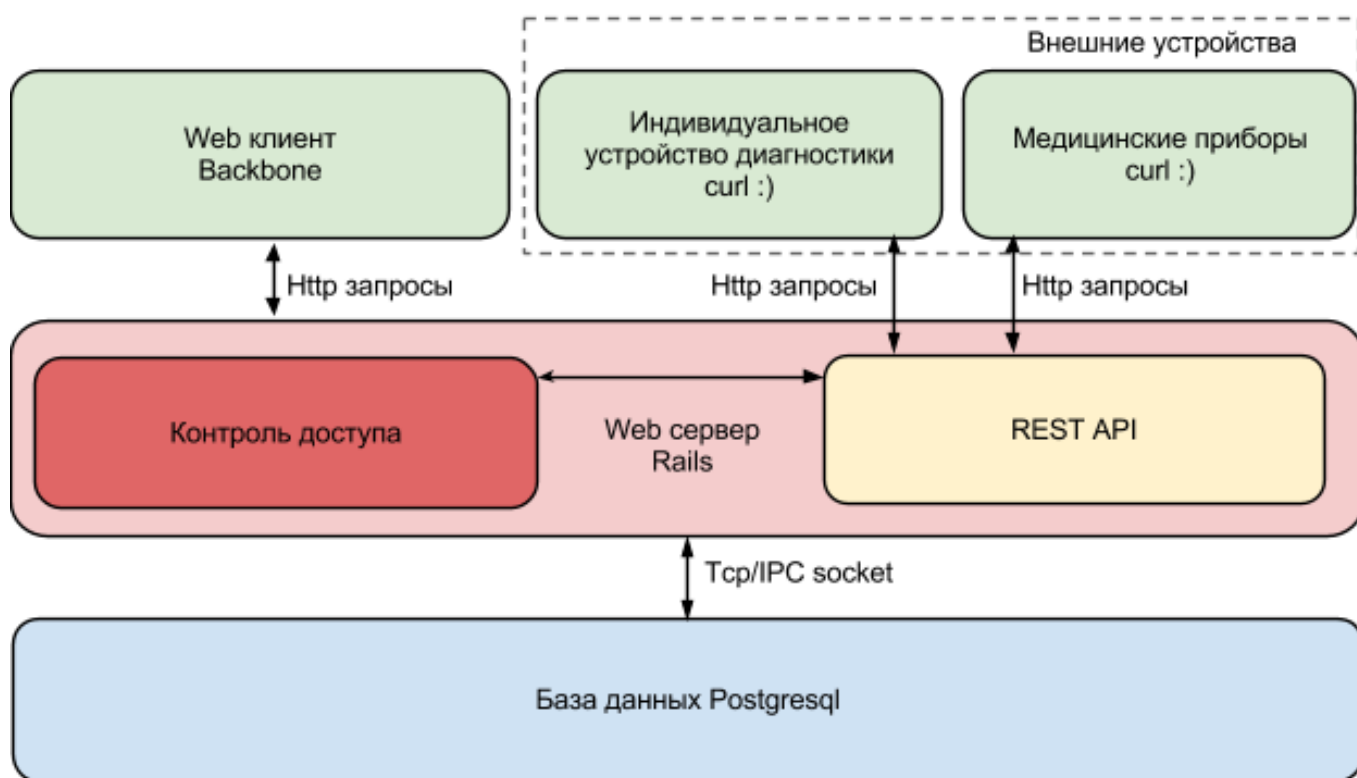 Внешние устройства
Web клиент
Backbone
Индивидуальное
устройство диагностики
curl :)
Медицинские приборы
curl :)
Http запросы
Http запросы
Http запросы
Контроль доступа
Web сервер
Rails
REST API
Tcp/IPC socket
База данных Postgresql